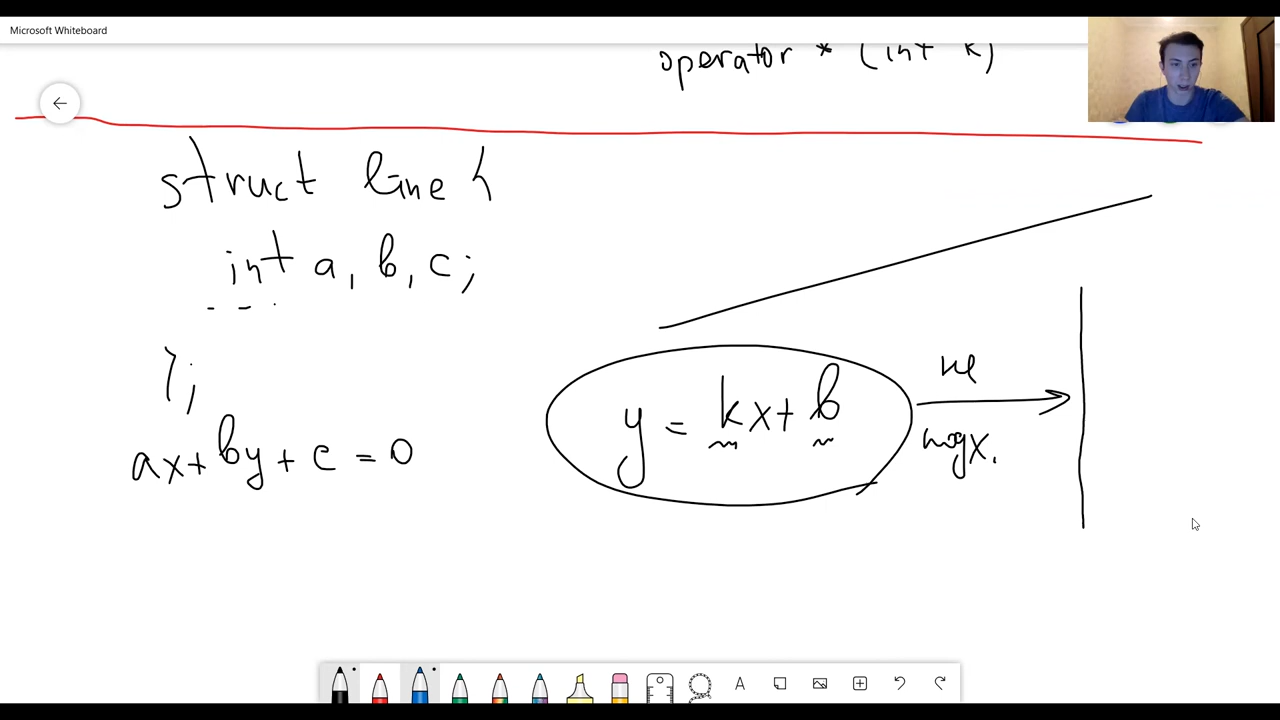 Microsoft Whiteboard
operator * (int k)
struct line {
int a, b, c;
};
ax + by + c = 0
y = kx + b
не
подх.
A